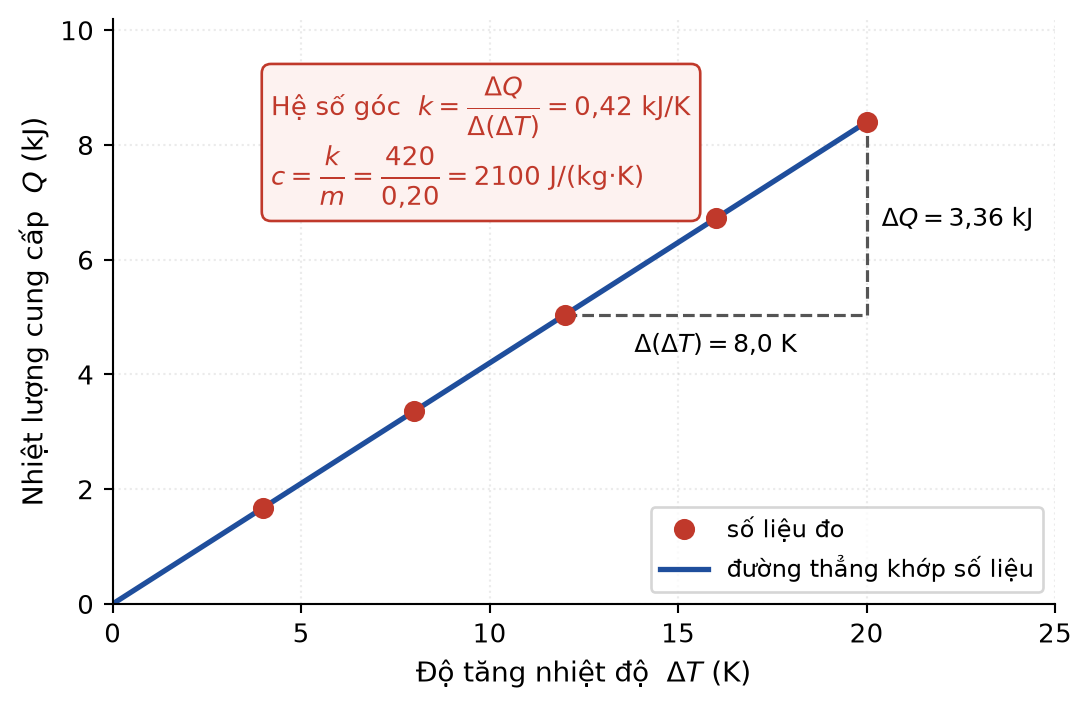 Hệ số góc k = ΔQ / Δ(ΔT) = 0,42 kJ/K
c = k / m = 420 / 0,20 = 2100 J/(kg·K)
10
8
6
4
2
0
Nhiệt lượng cung cấp Q (kJ)
ΔQ = 3,36 kJ
Δ(ΔT) = 8,0 K
số liệu đo
đường thẳng khớp số liệu
0 5 10 15 20 25
Độ tăng nhiệt độ ΔT (K)